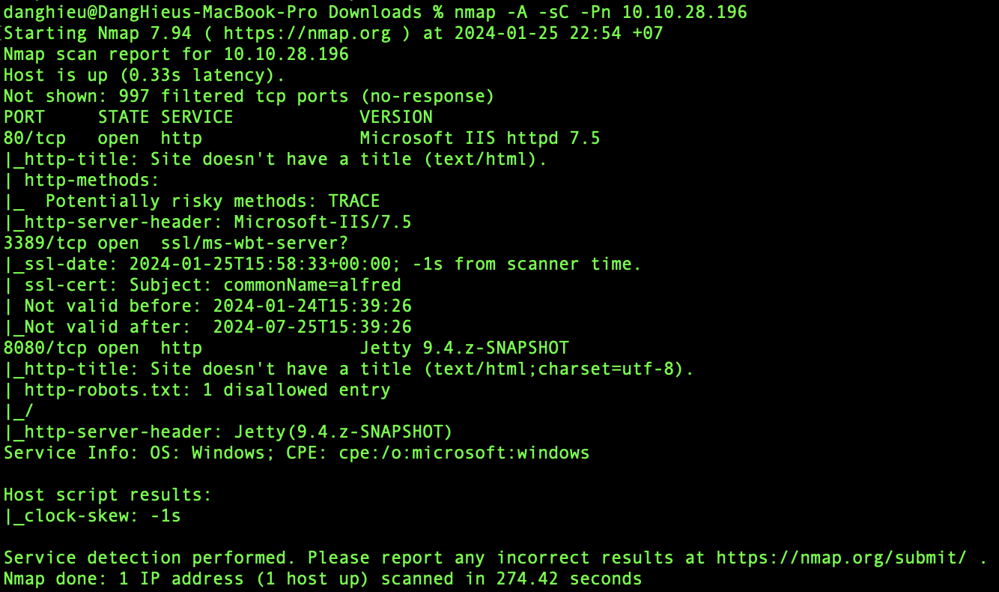 danghieu@DangHieus-MacBook-Pro Downloads % nmap -A -sC -Pn 10.10.28.196
Starting Nmap 7.94 ( https://nmap.org ) at 2024-01-25 22:54 +07
Nmap scan report for 10.10.28.196
Host is up (0.33s latency).
Not shown: 997 filtered tcp ports (no-response)
PORT     STATE SERVICE            VERSION
80/tcp   open  http               Microsoft IIS httpd 7.5
|_http-title: Site doesn't have a title (text/html).
| http-methods:
|_  Potentially risky methods: TRACE
|_http-server-header: Microsoft-IIS/7.5
3389/tcp open  ssl/ms-wbt-server?
|_ssl-date: 2024-01-25T15:58:33+00:00; -1s from scanner time.
| ssl-cert: Subject: commonName=alfred
| Not valid before: 2024-01-24T15:39:26
|_Not valid after:  2024-07-25T15:39:26
8080/tcp open  http               Jetty 9.4.z-SNAPSHOT
|_http-title: Site doesn't have a title (text/html;charset=utf-8).
| http-robots.txt: 1 disallowed entry
|_/
|_http-server-header: Jetty(9.4.z-SNAPSHOT)
Service Info: OS: Windows; CPE: cpe:/o:microsoft:windows

Host script results:
|_clock-skew: -1s

Service detection performed. Please report any incorrect results at https://nmap.org/submit/ .
Nmap done: 1 IP address (1 host up) scanned in 274.42 seconds